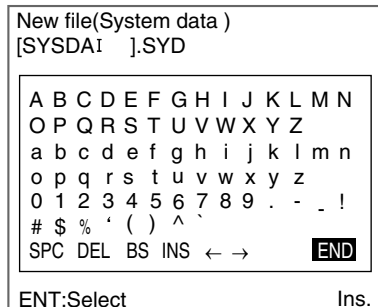 New file(System data )
[SYSDAI   ].SYD
A B C D E F G H I J K L M N
O P Q R S T U V W X Y Z
a b c d e f g h i j k l m n
o p q r s t u v w x y z
0 1 2 3 4 5 6 7 8 9 . - _ !
# $ % ‘ ( ) ^ `
SPC DEL BS INS ← → END
ENT:Select Ins.